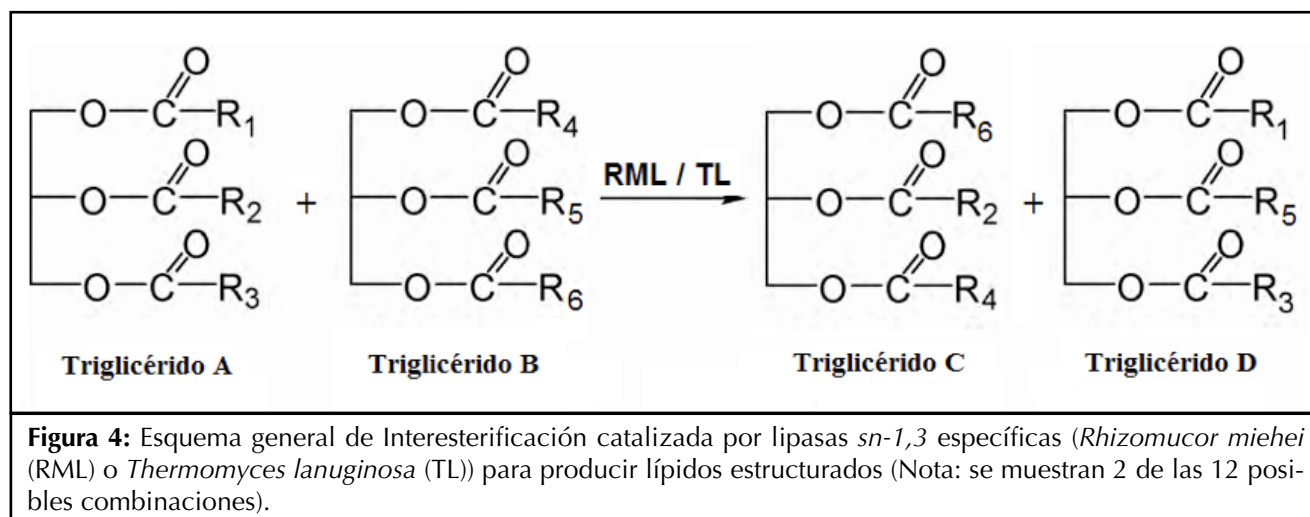 O O O O
O C R₁ O C R₄ O C R₆ O C R₁
O O RML / TL O O
O C R₂ + O C R₅ O C R₂ + O C R₅
O O O O
O C R₃ O C R₆ O C R₄ O C R₃
Triglicérido A Triglicérido B Triglicérido C Triglicérido D
Figura 4: Esquema general de Interesterificación catalizada por lipasas sn-1,3 específicas (Rhizomucor miehei
(RML) o Thermomyces lanuginosa (TL)) para producir lípidos estructurados (Nota: se muestran 2 de las 12 posi-
bles combinaciones).